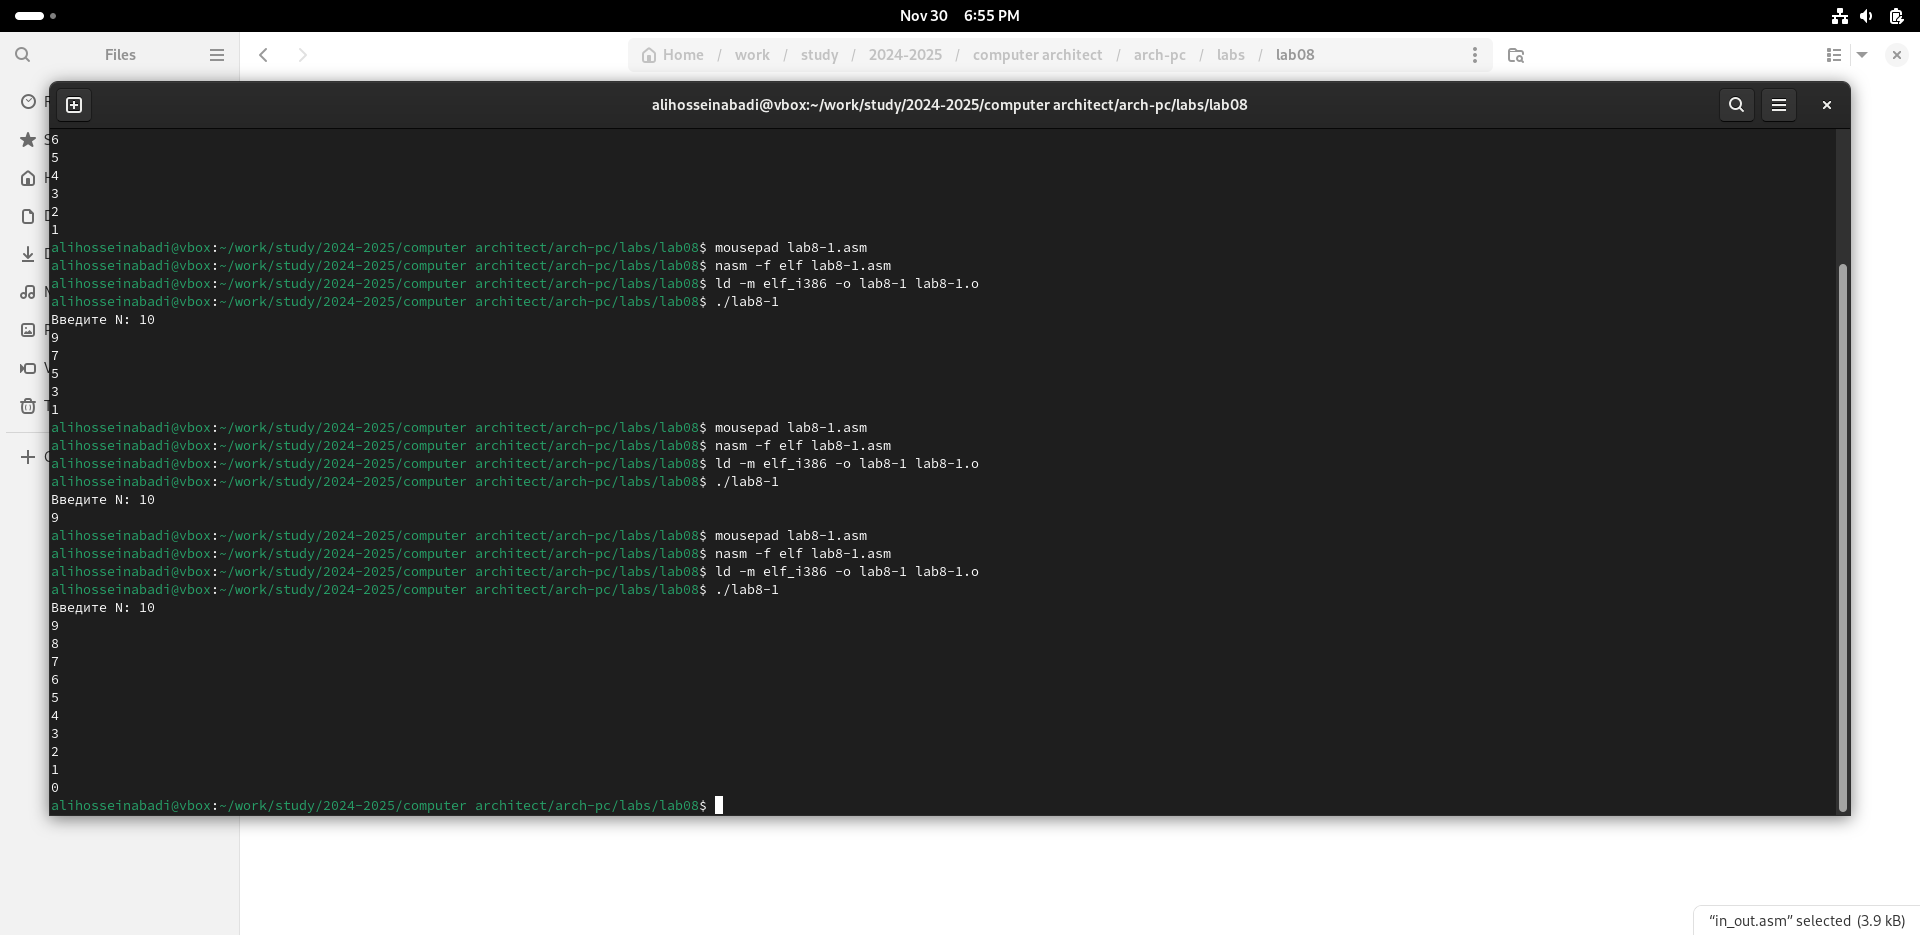 Nov 30 6:55 PM
Files
Home / work / study / 2024-2025 / computer architect / arch-pc / labs / lab08
alihosseinabadi@vbox:~/work/study/2024-2025/computer architect/arch-pc/labs/lab08
6
5
4
3
2
1
alihosseinabadi@vbox:~/work/study/2024-2025/computer architect/arch-pc/labs/lab08$ mousepad lab8-1.asm
alihosseinabadi@vbox:~/work/study/2024-2025/computer architect/arch-pc/labs/lab08$ nasm -f elf lab8-1.asm
alihosseinabadi@vbox:~/work/study/2024-2025/computer architect/arch-pc/labs/lab08$ ld -m elf_i386 -o lab8-1 lab8-1.o
alihosseinabadi@vbox:~/work/study/2024-2025/computer architect/arch-pc/labs/lab08$ ./lab8-1
Введите N: 10
9
7
5
3
1
alihosseinabadi@vbox:~/work/study/2024-2025/computer architect/arch-pc/labs/lab08$ mousepad lab8-1.asm
alihosseinabadi@vbox:~/work/study/2024-2025/computer architect/arch-pc/labs/lab08$ nasm -f elf lab8-1.asm
alihosseinabadi@vbox:~/work/study/2024-2025/computer architect/arch-pc/labs/lab08$ ld -m elf_i386 -o lab8-1 lab8-1.o
alihosseinabadi@vbox:~/work/study/2024-2025/computer architect/arch-pc/labs/lab08$ ./lab8-1
Введите N: 10
9
alihosseinabadi@vbox:~/work/study/2024-2025/computer architect/arch-pc/labs/lab08$ mousepad lab8-1.asm
alihosseinabadi@vbox:~/work/study/2024-2025/computer architect/arch-pc/labs/lab08$ nasm -f elf lab8-1.asm
alihosseinabadi@vbox:~/work/study/2024-2025/computer architect/arch-pc/labs/lab08$ ld -m elf_i386 -o lab8-1 lab8-1.o
alihosseinabadi@vbox:~/work/study/2024-2025/computer architect/arch-pc/labs/lab08$ ./lab8-1
Введите N: 10
9
8
7
6
5
4
3
2
1
0
alihosseinabadi@vbox:~/work/study/2024-2025/computer architect/arch-pc/labs/lab08$
“in_out.asm” selected (3.9 kB)